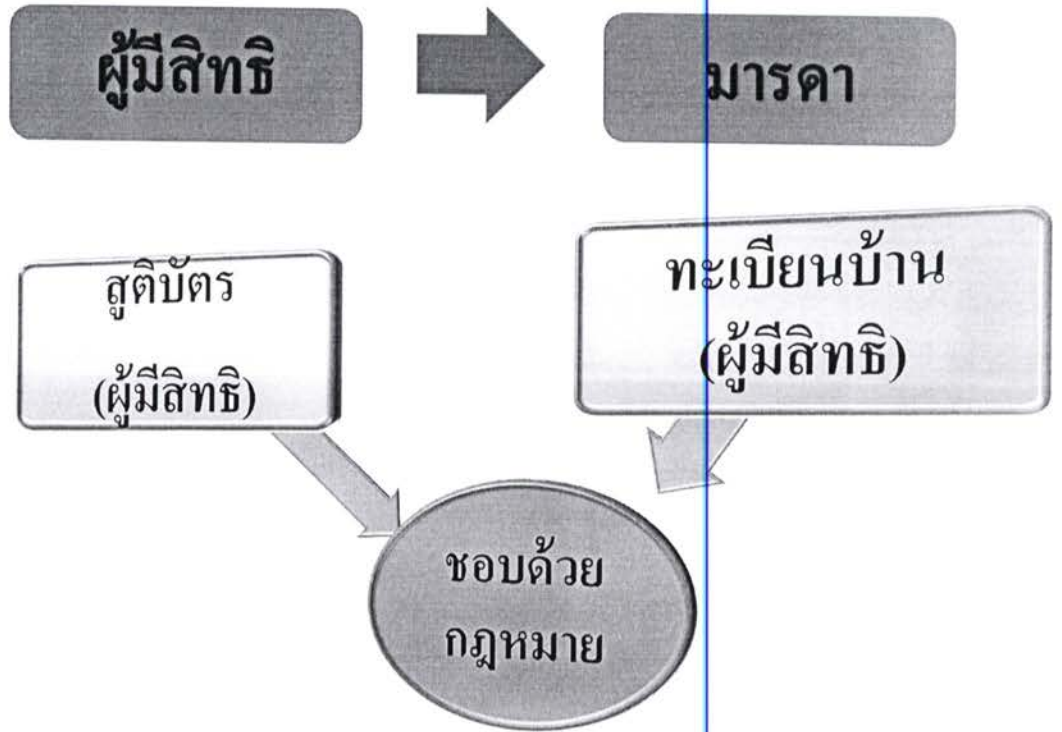 ผู้มีสิทธิ
มารดา
สูติบัตร
(ผู้มีสิทธิ)
ทะเบียนบ้าน
(ผู้มีสิทธิ)
ชอบด้วย
กฎหมาย